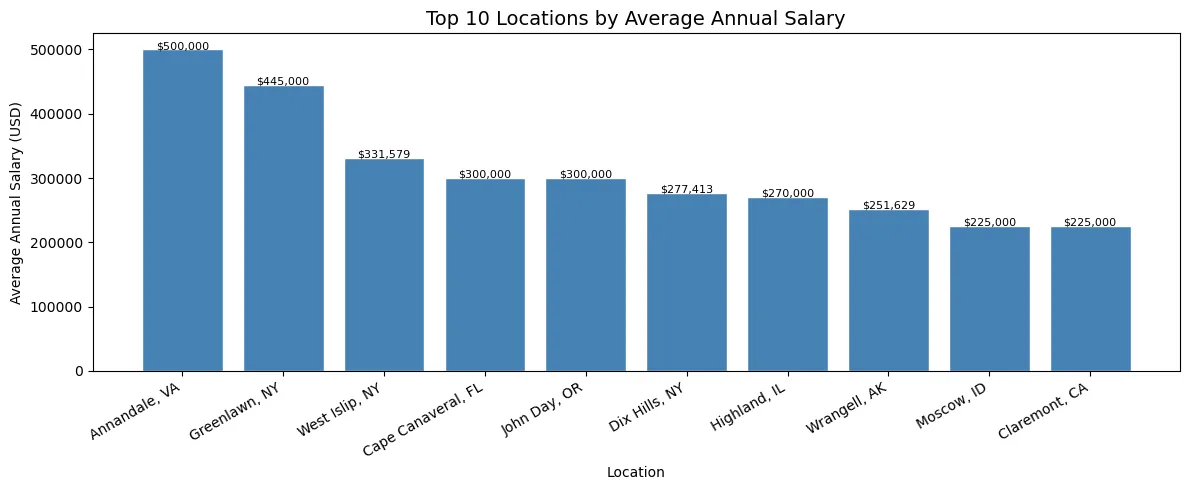 Top 10 Locations by Average Annual Salary
Average Annual Salary (USD)
500000
400000
300000
200000
100000
0
$500,000
$445,000
$331,579
$300,000
$300,000
$277,413
$270,000
$251,629
$225,000
$225,000
Annandale, VA
Greenlawn, NY
West Islip, NY
Cape Canaveral, FL
John Day, OR
Dix Hills, NY
Highland, IL
Wrangell, AK
Moscow, ID
Claremont, CA
Location